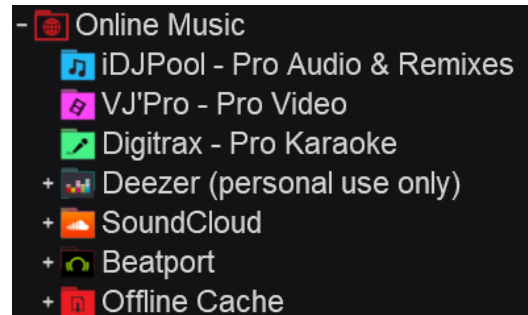 - Online Music
iDJPool - Pro Audio & Remixes
VJ'Pro - Pro Video
Digitrax - Pro Karaoke
+ Deezer (personal use only)
+ SoundCloud
+ Beatport
+ Offline Cache